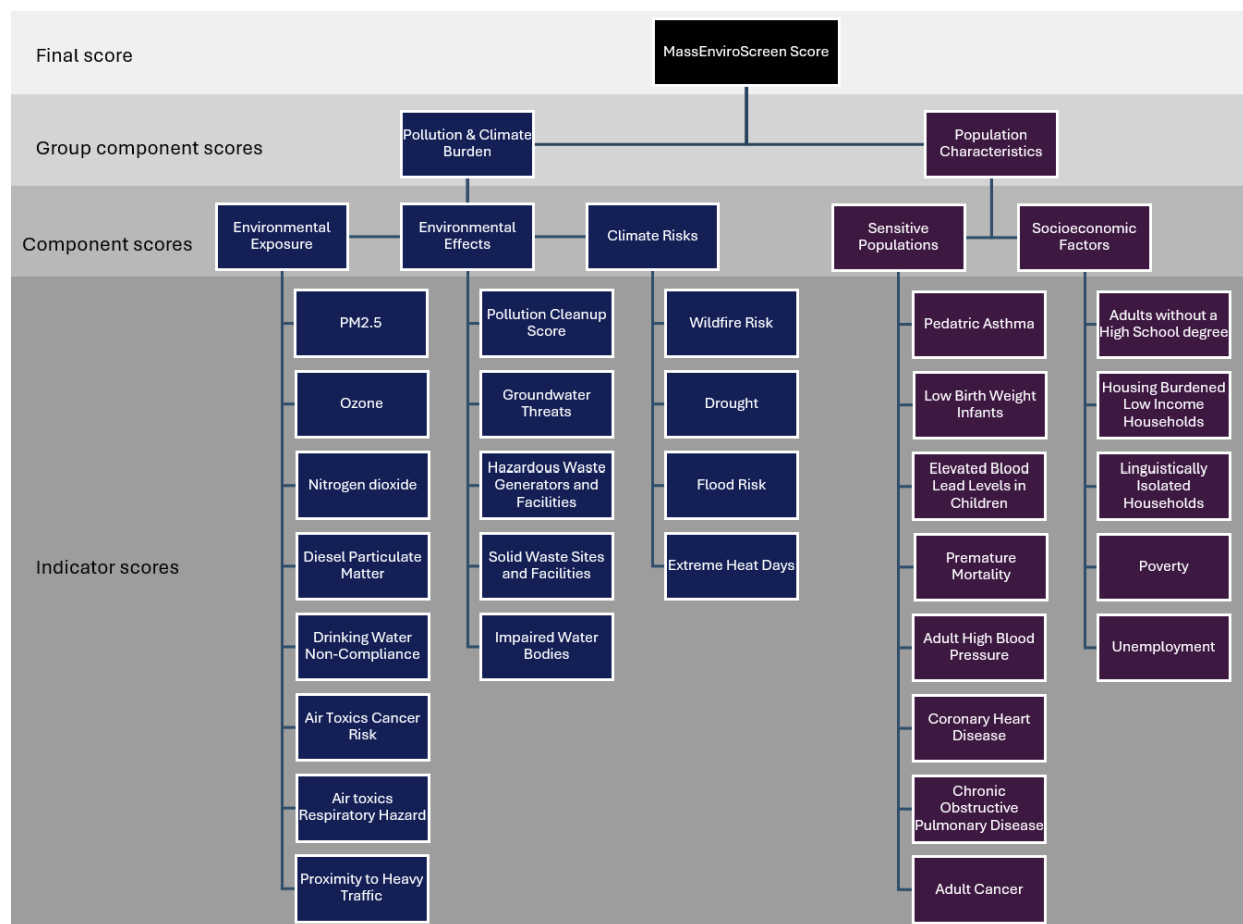 Final score
MassEnviroScreen Score
Group component scores
Pollution & Climate
Burden
Population
Characteristics
Component scores
Environmental
Exposure
Environmental
Effects
Climate Risks
Sensitive
Populations
Socioeconomic
Factors
Indicator scores
PM2.5
Ozone
Nitrogen dioxide
Diesel Particulate
Matter
Drinking Water
Non-Compliance
Air Toxics Cancer
Risk
Air toxics
Respiratory Hazard
Proximity to Heavy
Traffic
Pollution Cleanup
Score
Groundwater
Threats
Hazardous Waste
Generators and
Facilities
Solid Waste Sites
and Facilities
Impaired Water
Bodies
Wildfire Risk
Drought
Flood Risk
Extreme Heat Days
Pediatric Asthma
Low Birth Weight
Infants
Elevated Blood
Lead Levels in
Children
Premature
Mortality
Adult High Blood
Pressure
Coronary Heart
Disease
Chronic
Obstructive
Pulmonary Disease
Adult Cancer
Adults without a
High School degree
Housing Burdened
Low Income
Households
Linguistically
Isolated
Households
Poverty
Unemployment